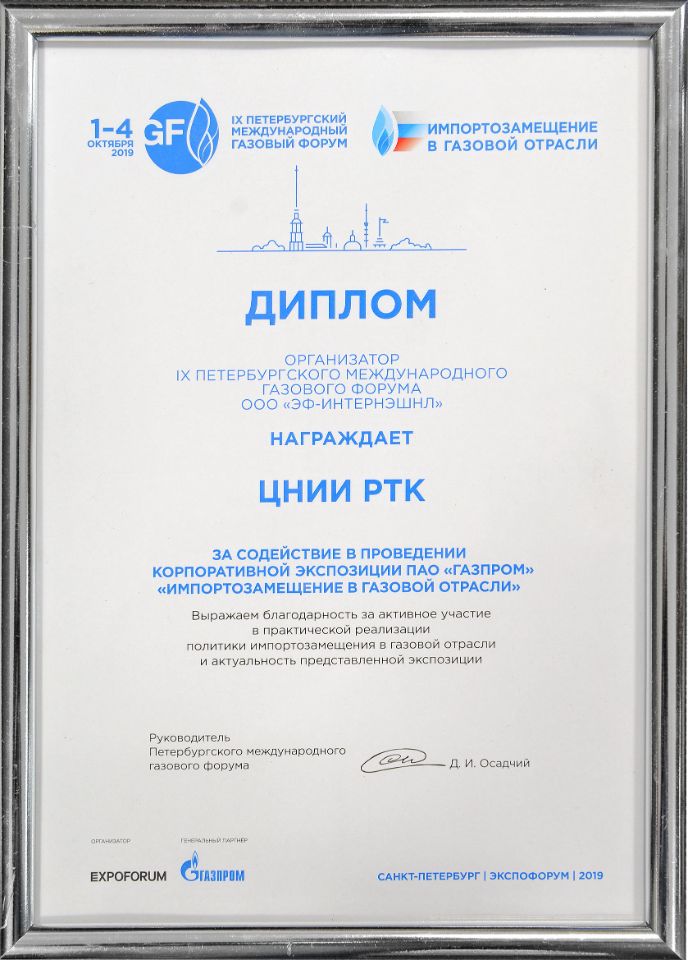 1–4
ОКТЯБРЯ
2019
GF
IX ПЕТЕРБУРГСКИЙ
МЕЖДУНАРОДНЫЙ
ГАЗОВЫЙ ФОРУМ
ИМПОРТОЗАМЕЩЕНИЕ
В ГАЗОВОЙ ОТРАСЛИ
ДИПЛОМ
ОРГАНИЗАТОР
IX ПЕТЕРБУРГСКОГО МЕЖДУНАРОДНОГО
ГАЗОВОГО ФОРУМА
ООО «ЭФ-ИНТЕРНЭШНЛ»
НАГРАЖДАЕТ
ЦНИИ РТК
ЗА СОДЕЙСТВИЕ В ПРОВЕДЕНИИ
КОРПОРАТИВНОЙ ЭКСПОЗИЦИИ ПАО «ГАЗПРОМ»
«ИМПОРТОЗАМЕЩЕНИЕ В ГАЗОВОЙ ОТРАСЛИ»
Выражаем благодарность за активное участие
в практической реализации
политики импортозамещения в газовой отрасли
и актуальность представленной экспозиции
Руководитель
Петербургского международного
газового форума
Д. И. Осадчий
ОРГАНИЗАТОР
EXPOFORUM
ГЕНЕРАЛЬНЫЙ ПАРТНЁР
ГАЗПРОМ
САНКТ-ПЕТЕРБУРГ | ЭКСПОФОРУМ | 2019